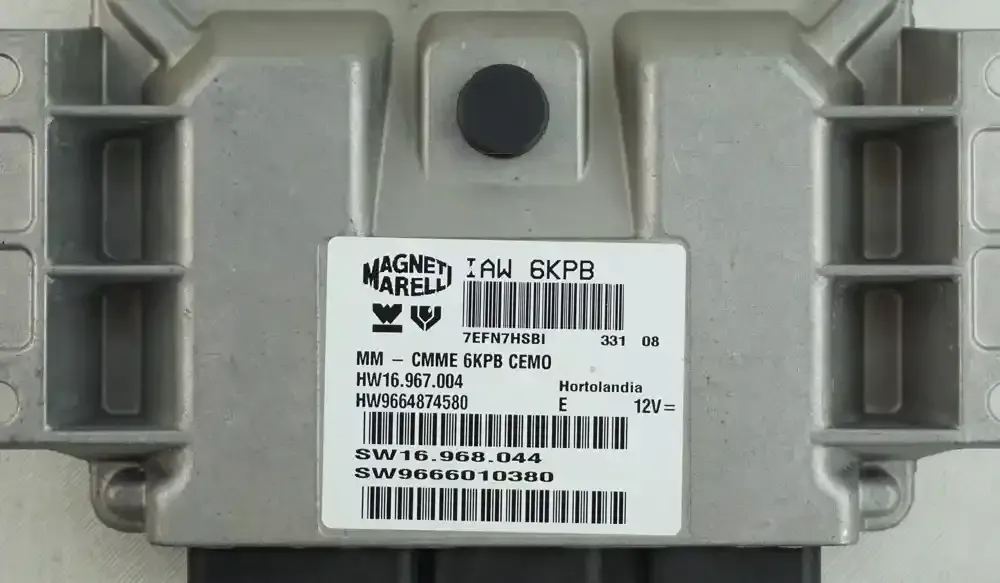 MAGNETI MARELLI
IAW 6KPB
7EFN7HSBI 331 08
MM - CMME 6KPB CEMO
HW16.967.004
Hortolandia
HW9664874580 E 12V=
SW16.968.044
SW9666010380